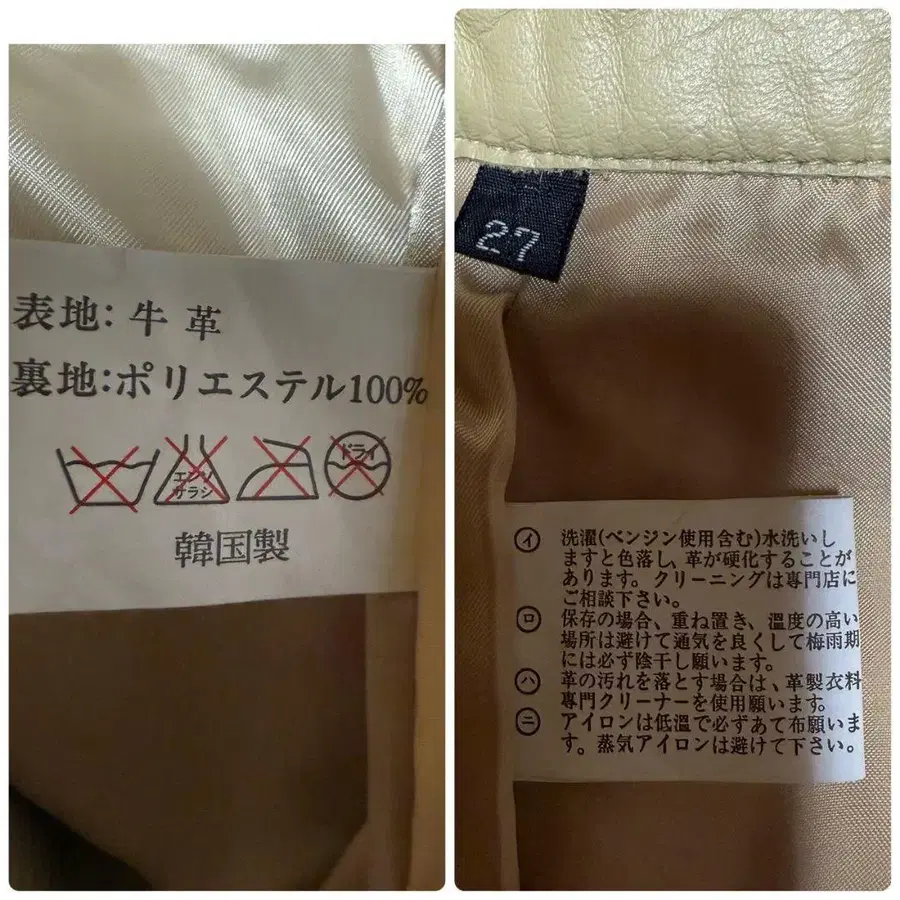 表地：牛革
裏地：ポリエステル100%
エンソ
サラシ
ドライ
韓国製
27
イ 洗濯(ベンジン使用含む)水洗いし
ますと色落し、革が硬化することが
あります。クリーニングは専門店に
ご相談下さい。
ロ 保存の場合、重ね置き、温度の高い
場所は避けて通気を良くして梅雨期
には必ず陰干し願います。
ハ 革の汚れを落とす場合は、革製衣料
専門クリーナーを使用願います。
ニ アイロンは低温で必ずあて布願いま
す。蒸気アイロンは避けて下さい。